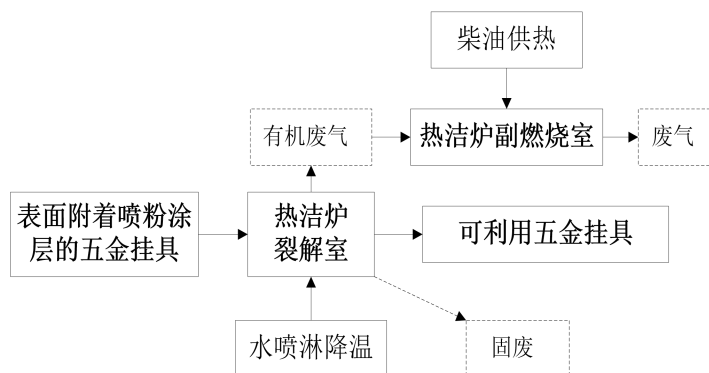 柴油供热
有机废气
热洁炉副燃烧室
废气
表面附着喷粉涂
层的五金挂具
热洁炉
裂解室
可利用五金挂具
水喷淋降温
固废